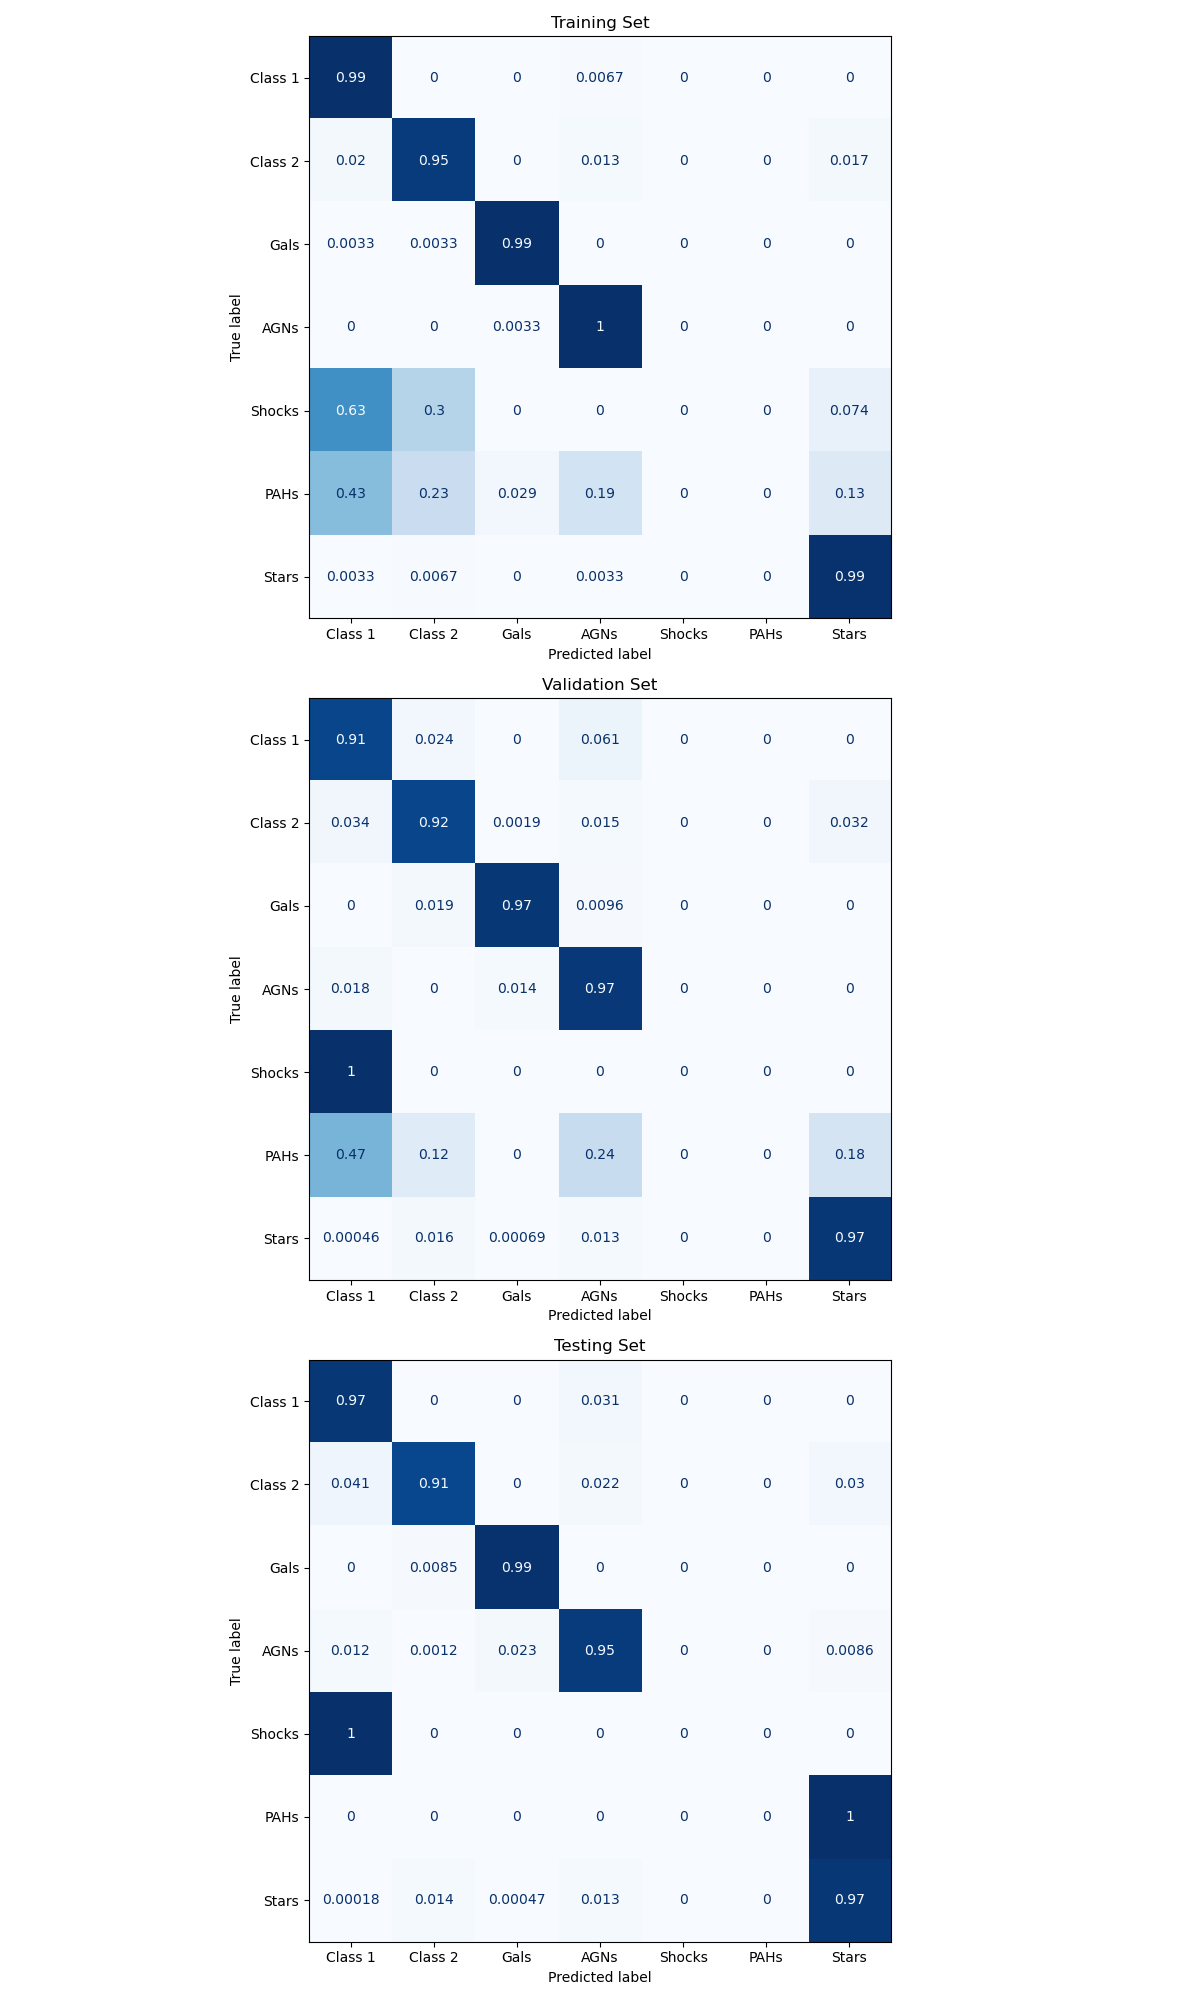 Training Set
Class 1 0.99 0 0 0.0067 0 0 0
Class 2 0.02 0.95 0 0.013 0 0 0.017
Gals 0.0033 0.0033 0.99 0 0 0 0
True label
AGNs 0 0 0.0033 1 0 0 0
Shocks 0.63 0.3 0 0 0 0 0.074
PAHs 0.43 0.23 0.029 0.19 0 0 0.13
Stars 0.0033 0.0067 0 0.0033 0 0 0.99
Class 1 Class 2 Gals AGNs Shocks PAHs Stars
Predicted label
Validation Set
Class 1 0.91 0.024 0 0.061 0 0 0
Class 2 0.034 0.92 0.0019 0.015 0 0 0.032
Gals 0 0.019 0.97 0.0096 0 0 0
True label
AGNs 0.018 0 0.014 0.97 0 0 0
Shocks 1 0 0 0 0 0 0
PAHs 0.47 0.12 0 0.24 0 0 0.18
Stars 0.00046 0.016 0.00069 0.013 0 0 0.97
Class 1 Class 2 Gals AGNs Shocks PAHs Stars
Predicted label
Testing Set
Class 1 0.97 0 0 0.031 0 0 0
Class 2 0.041 0.91 0 0.022 0 0 0.03
Gals 0 0.0085 0.99 0 0 0 0
True label
AGNs 0.012 0.0012 0.023 0.95 0 0 0.0086
Shocks 1 0 0 0 0 0 0
PAHs 0 0 0 0 0 0 1
Stars 0.00018 0.014 0.00047 0.013 0 0 0.97
Class 1 Class 2 Gals AGNs Shocks PAHs Stars
Predicted label